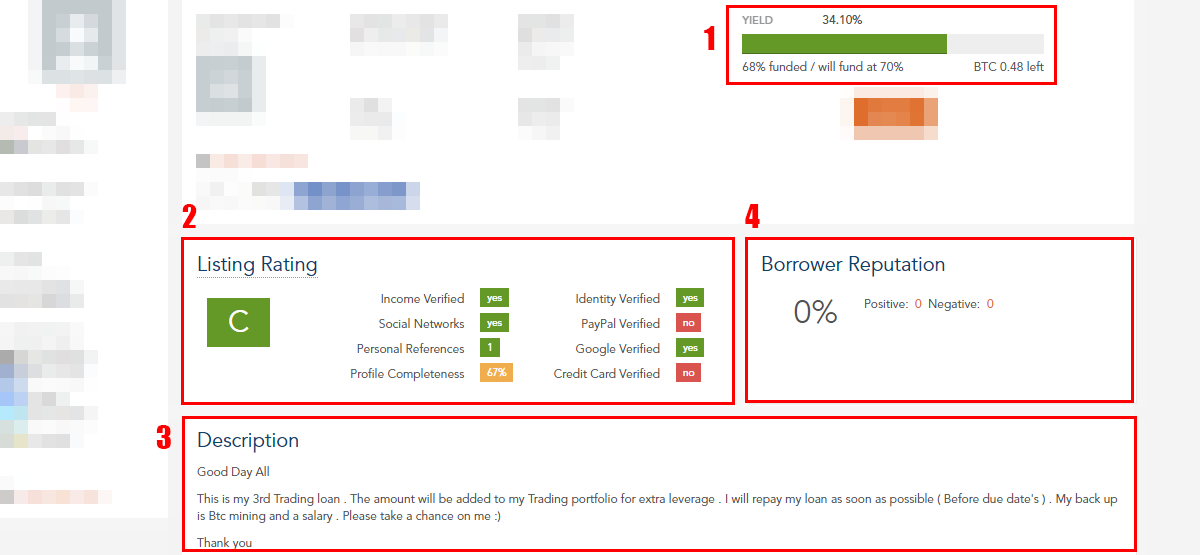 1
YIELD 34.10%
68% funded / will fund at 70% BTC 0.48 left
2
4
Listing Rating
Borrower Reputation
C
Income Verified yes Identity Verified yes
Social Networks yes PayPal Verified no
Personal References 1 Google Verified yes
Profile Completeness 67% Credit Card Verified no
0% Positive: 0 Negative: 0
3
Description
Good Day All
This is my 3rd Trading loan . The amount will be added to my Trading portfolio for extra leverage . I will repay my loan as soon as possible ( Before due date's ) . My back up
is Btc mining and a salary . Please take a chance on me :)
Thank you